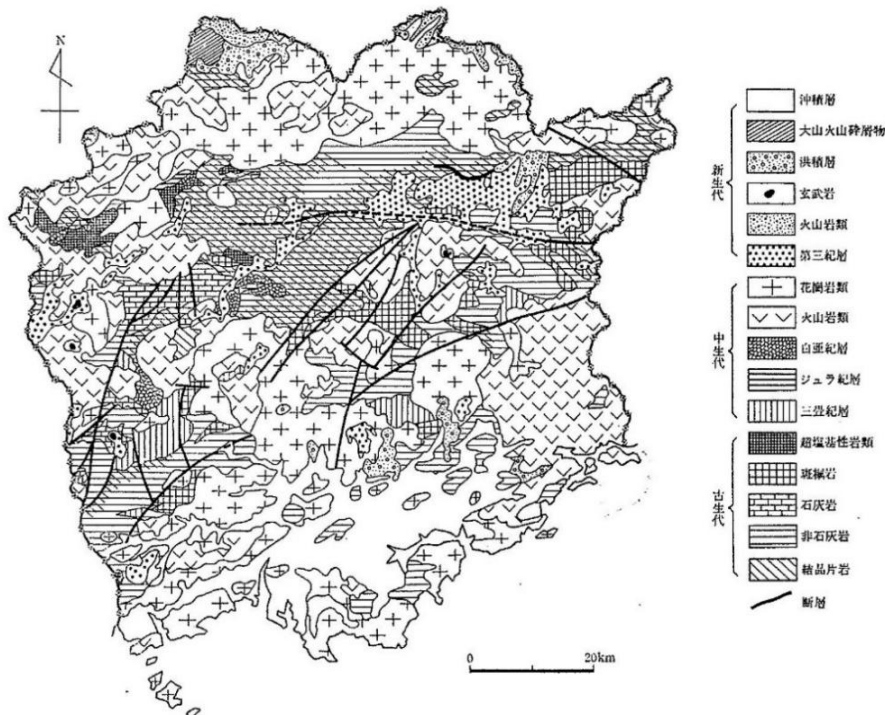 N
新生代
沖積層
大山火山砕屑物
洪積層
玄武岩
火山岩類
第三紀層
中生代
花崗岩類
火山岩類
白亜紀層
ジュラ紀層
三畳紀層
古生代
超塩基性岩類
斑糲岩
石灰岩
非石灰岩
結晶片岩
断層
0 20km